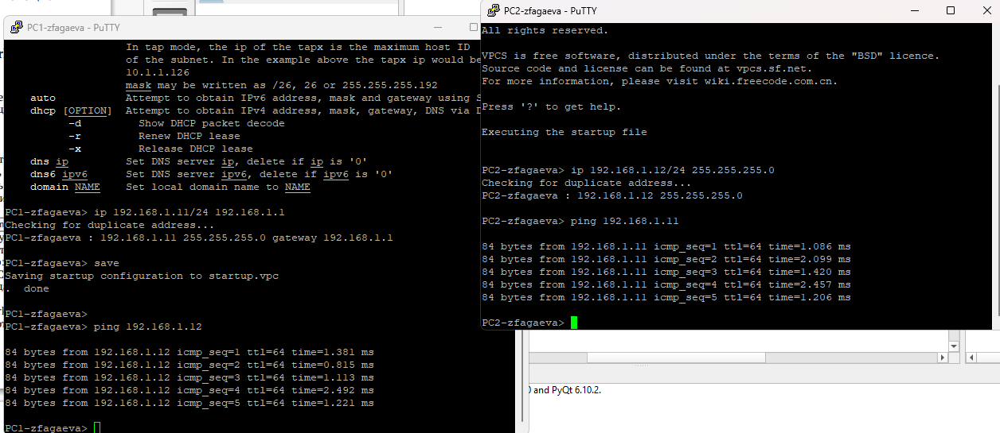 PC1-zfagaeva - PuTTY
In tap mode, the ip of the tapx is the maximum host ID
of the subnet. In the example above the tapx ip would be
10.1.1.126
mask may be written as /26, 26 or 255.255.255.192
auto Attempt to obtain IPv6 address, mask and gateway using
dhcp [OPTION] Attempt to obtain IPv4 address, mask, gateway, DNS via
-d Show DHCP packet decode
-r Renew DHCP lease
-x Release DHCP lease
dns ip Set DNS server ip, delete if ip is '0'
dns6 ipv6 Set DNS server ipv6, delete if ipv6 is '0'
domain NAME Set local domain name to NAME
PC1-zfagaeva> ip 192.168.1.11/24 192.168.1.1
Checking for duplicate address...
PC1-zfagaeva : 192.168.1.11 255.255.255.0 gateway 192.168.1.1
PC1-zfagaeva> save
Saving startup configuration to startup.vpc
. done
PC1-zfagaeva>
PC1-zfagaeva> ping 192.168.1.12
84 bytes from 192.168.1.12 icmp_seq=1 ttl=64 time=1.381 ms
84 bytes from 192.168.1.12 icmp_seq=2 ttl=64 time=0.815 ms
84 bytes from 192.168.1.12 icmp_seq=3 ttl=64 time=1.113 ms
84 bytes from 192.168.1.12 icmp_seq=4 ttl=64 time=2.492 ms
84 bytes from 192.168.1.12 icmp_seq=5 ttl=64 time=1.221 ms
PC1-zfagaeva>
PC2-zfagaeva - PuTTY
All rights reserved.
VPCS is free software, distributed under the terms of the "BSD" licence.
Source code and license can be found at vpcs.sf.net.
For more information, please visit wiki.freecode.com.cn.
Press '?' to get help.
Executing the startup file
PC2-zfagaeva> ip 192.168.1.12/24 255.255.255.0
Checking for duplicate address...
PC2-zfagaeva : 192.168.1.12 255.255.255.0
PC2-zfagaeva> ping 192.168.1.11
84 bytes from 192.168.1.11 icmp_seq=1 ttl=64 time=1.086 ms
84 bytes from 192.168.1.11 icmp_seq=2 ttl=64 time=2.099 ms
84 bytes from 192.168.1.11 icmp_seq=3 ttl=64 time=1.420 ms
84 bytes from 192.168.1.11 icmp_seq=4 ttl=64 time=2.457 ms
84 bytes from 192.168.1.11 icmp_seq=5 ttl=64 time=1.206 ms
PC2-zfagaeva>
and PyQt 6.10.2.